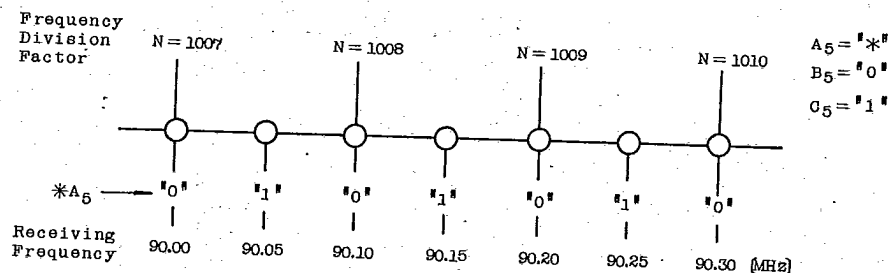 Frequency
Division
Factor
N = 1007
N = 1008
N = 1009
N = 1010
A5 = "*"
B5 = "0"
C5 = "1"
*A5
"0" "1" "0" "1" "0" "1" "0"
Receiving
Frequency
90.00 90.05 90.10 90.15 90.20 90.25 90.30 [MHz]